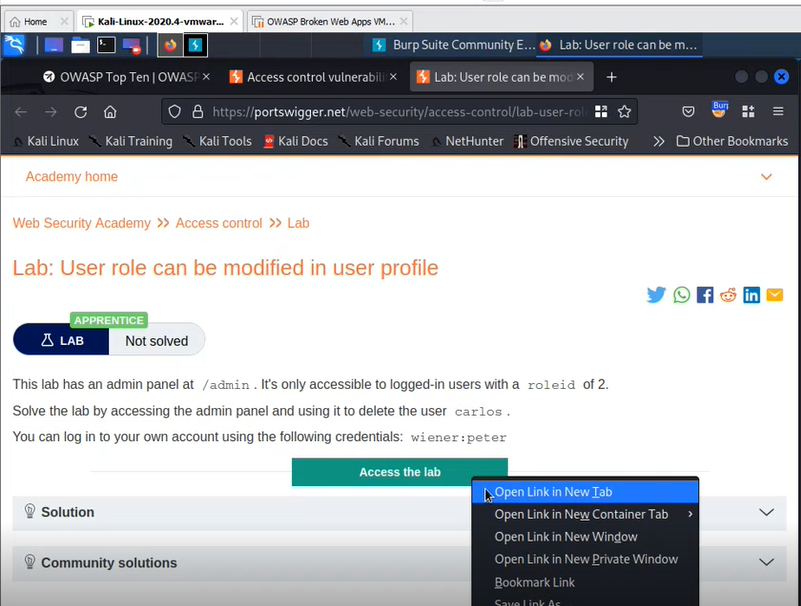 Home
Kali-Linux-2020.4-vmwar...
OWASP Broken Web Apps VM...
Burp Suite Community E...
Lab: User role can be m...
OWASP Top Ten | OWAS
Access control vulnerabili
Lab: User role can be mod
https://portswigger.net/web-security/access-control/lab-user-rol
Burp
Kali Linux
Kali Training
Kali Tools
Kali Docs
Kali Forums
NetHunter
Offensive Security
Other Bookmarks
Academy home
Web Security Academy >> Access control >> Lab
Lab: User role can be modified in user profile
APPRENTICE
LAB
Not solved
This lab has an admin panel at /admin. It's only accessible to logged-in users with a roleid of 2.
Solve the lab by accessing the admin panel and using it to delete the user carlos.
You can log in to your own account using the following credentials: wiener:peter
Access the lab
Open Link in New Tab
Solution
Open Link in New Container Tab
Open Link in New Window
Open Link in New Private Window
Community solutions
Bookmark Link
Save Link As